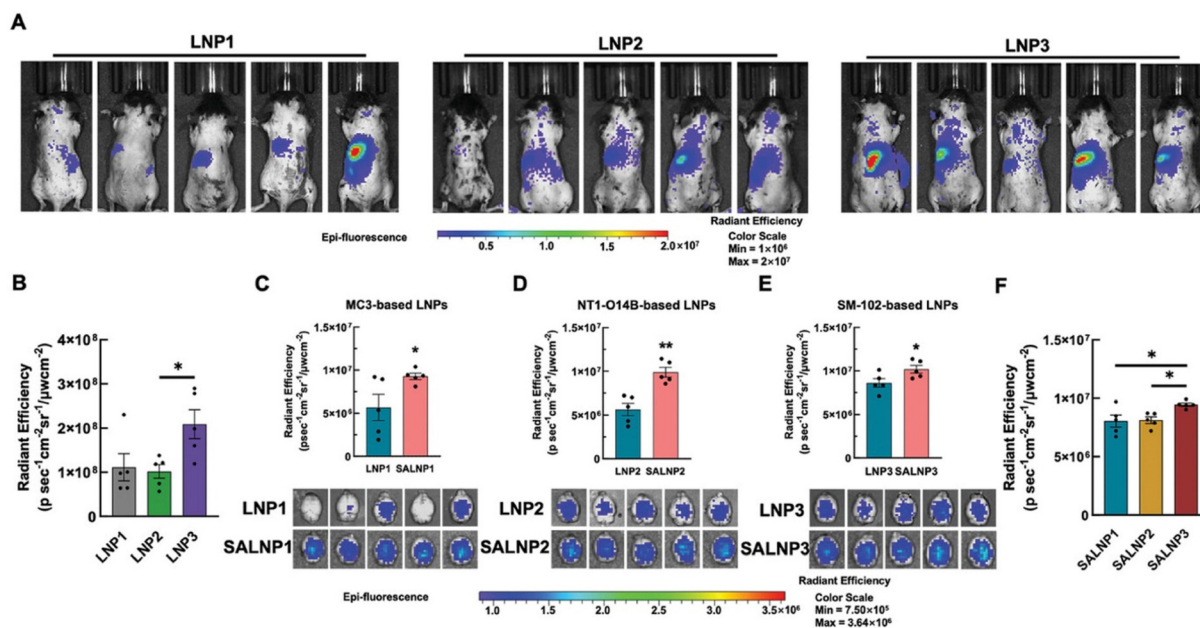 A
LNP1
LNP2
LNP3
Epi-fluorescence
0.5 1.0 1.5 2.0×10⁷
Radiant Efficiency
Color Scale
Min = 1×10⁶
Max = 2×10⁷
B
Radiant Efficiency
(p sec⁻¹cm⁻²sr⁻¹/μwcm⁻²)
4×10⁸
3×10⁸
2×10⁸
1×10⁸
0
*
LNP1 LNP2 LNP3
C
MC3-based LNPs
Radiant Efficiency
(psec⁻¹cm⁻²sr⁻¹/μwcm⁻²)
1.5×10⁷
1×10⁷
5×10⁶
0
*
LNP1 SALNP1
LNP1
SALNP1
D
NT1-O14B-based LNPs
Radiant Efficiency
(p sec⁻¹cm⁻²sr⁻¹/μwcm⁻²)
1.5×10⁷
1×10⁷
5×10⁶
0
**
LNP2 SALNP2
LNP2
SALNP2
E
SM-102-based LNPs
Radiant Efficiency
(p sec⁻¹cm⁻²sr⁻¹/μwcm⁻²)
1.5×10⁷
1×10⁷
5×10⁶
0
*
LNP3 SALNP3
LNP3
SALNP3
Epi-fluorescence
1.0 1.5 2.0 2.5 3.0 3.5×10⁶
Radiant Efficiency
Color Scale
Min = 7.50×10⁵
Max = 3.64×10⁶
F
Radiant Efficiency
(p sec⁻¹cm⁻²sr⁻¹/μwcm⁻²)
1.5×10⁷
1×10⁷
5×10⁶
0
*
*
SALNP1 SALNP2 SALNP3